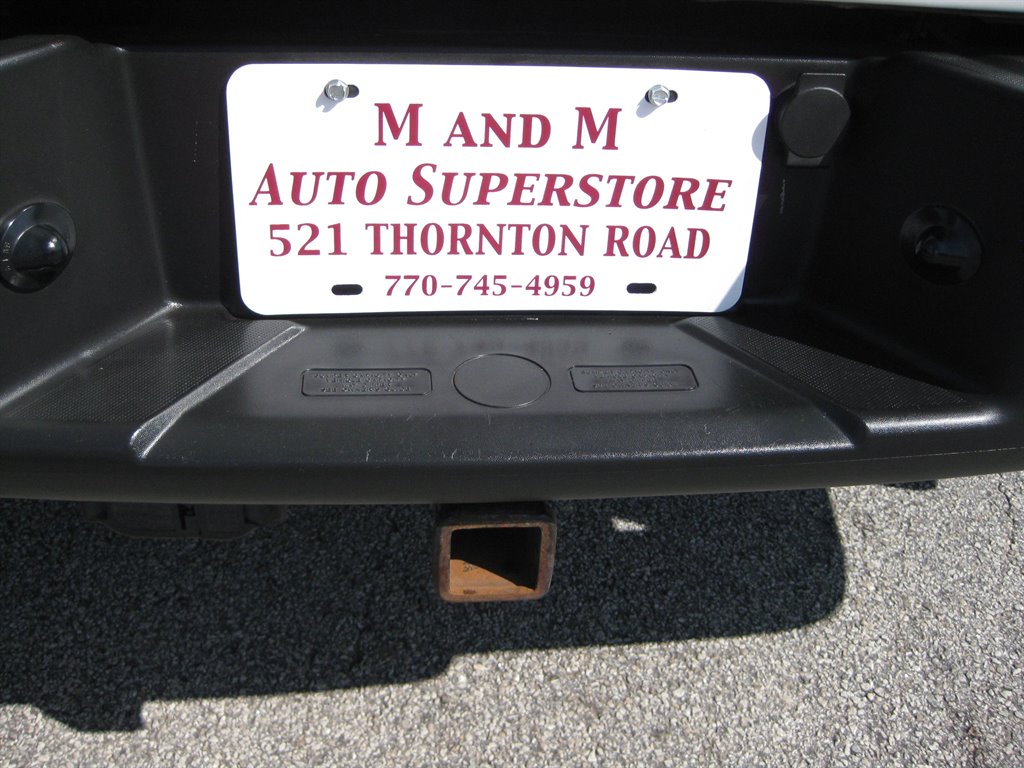 M AND M
AUTO SUPERSTORE
521 THORNTON ROAD
770-745-4959